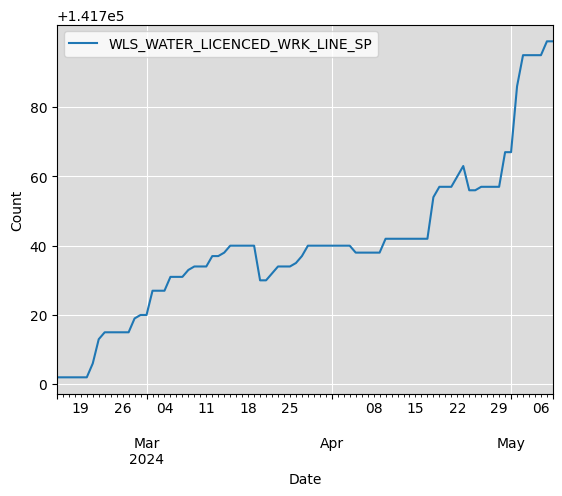 +1.417e5
WLS_WATER_LICENCED_WRK_LINE_SP
80
60
40
20
0
Count
19 26 04 11 18 25 08 15 22 29 06
Mar Apr May
2024
Date